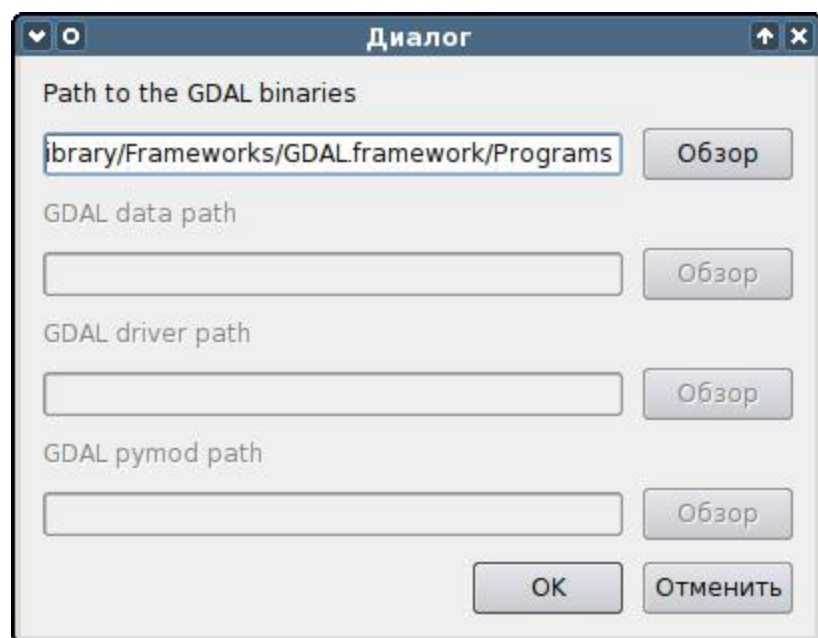 Диалог
Path to the GDAL binaries
ibrary/Frameworks/GDAL.framework/Programs Обзор
GDAL data path
Обзор
GDAL driver path
Обзор
GDAL pymod path
Обзор
OK Отменить